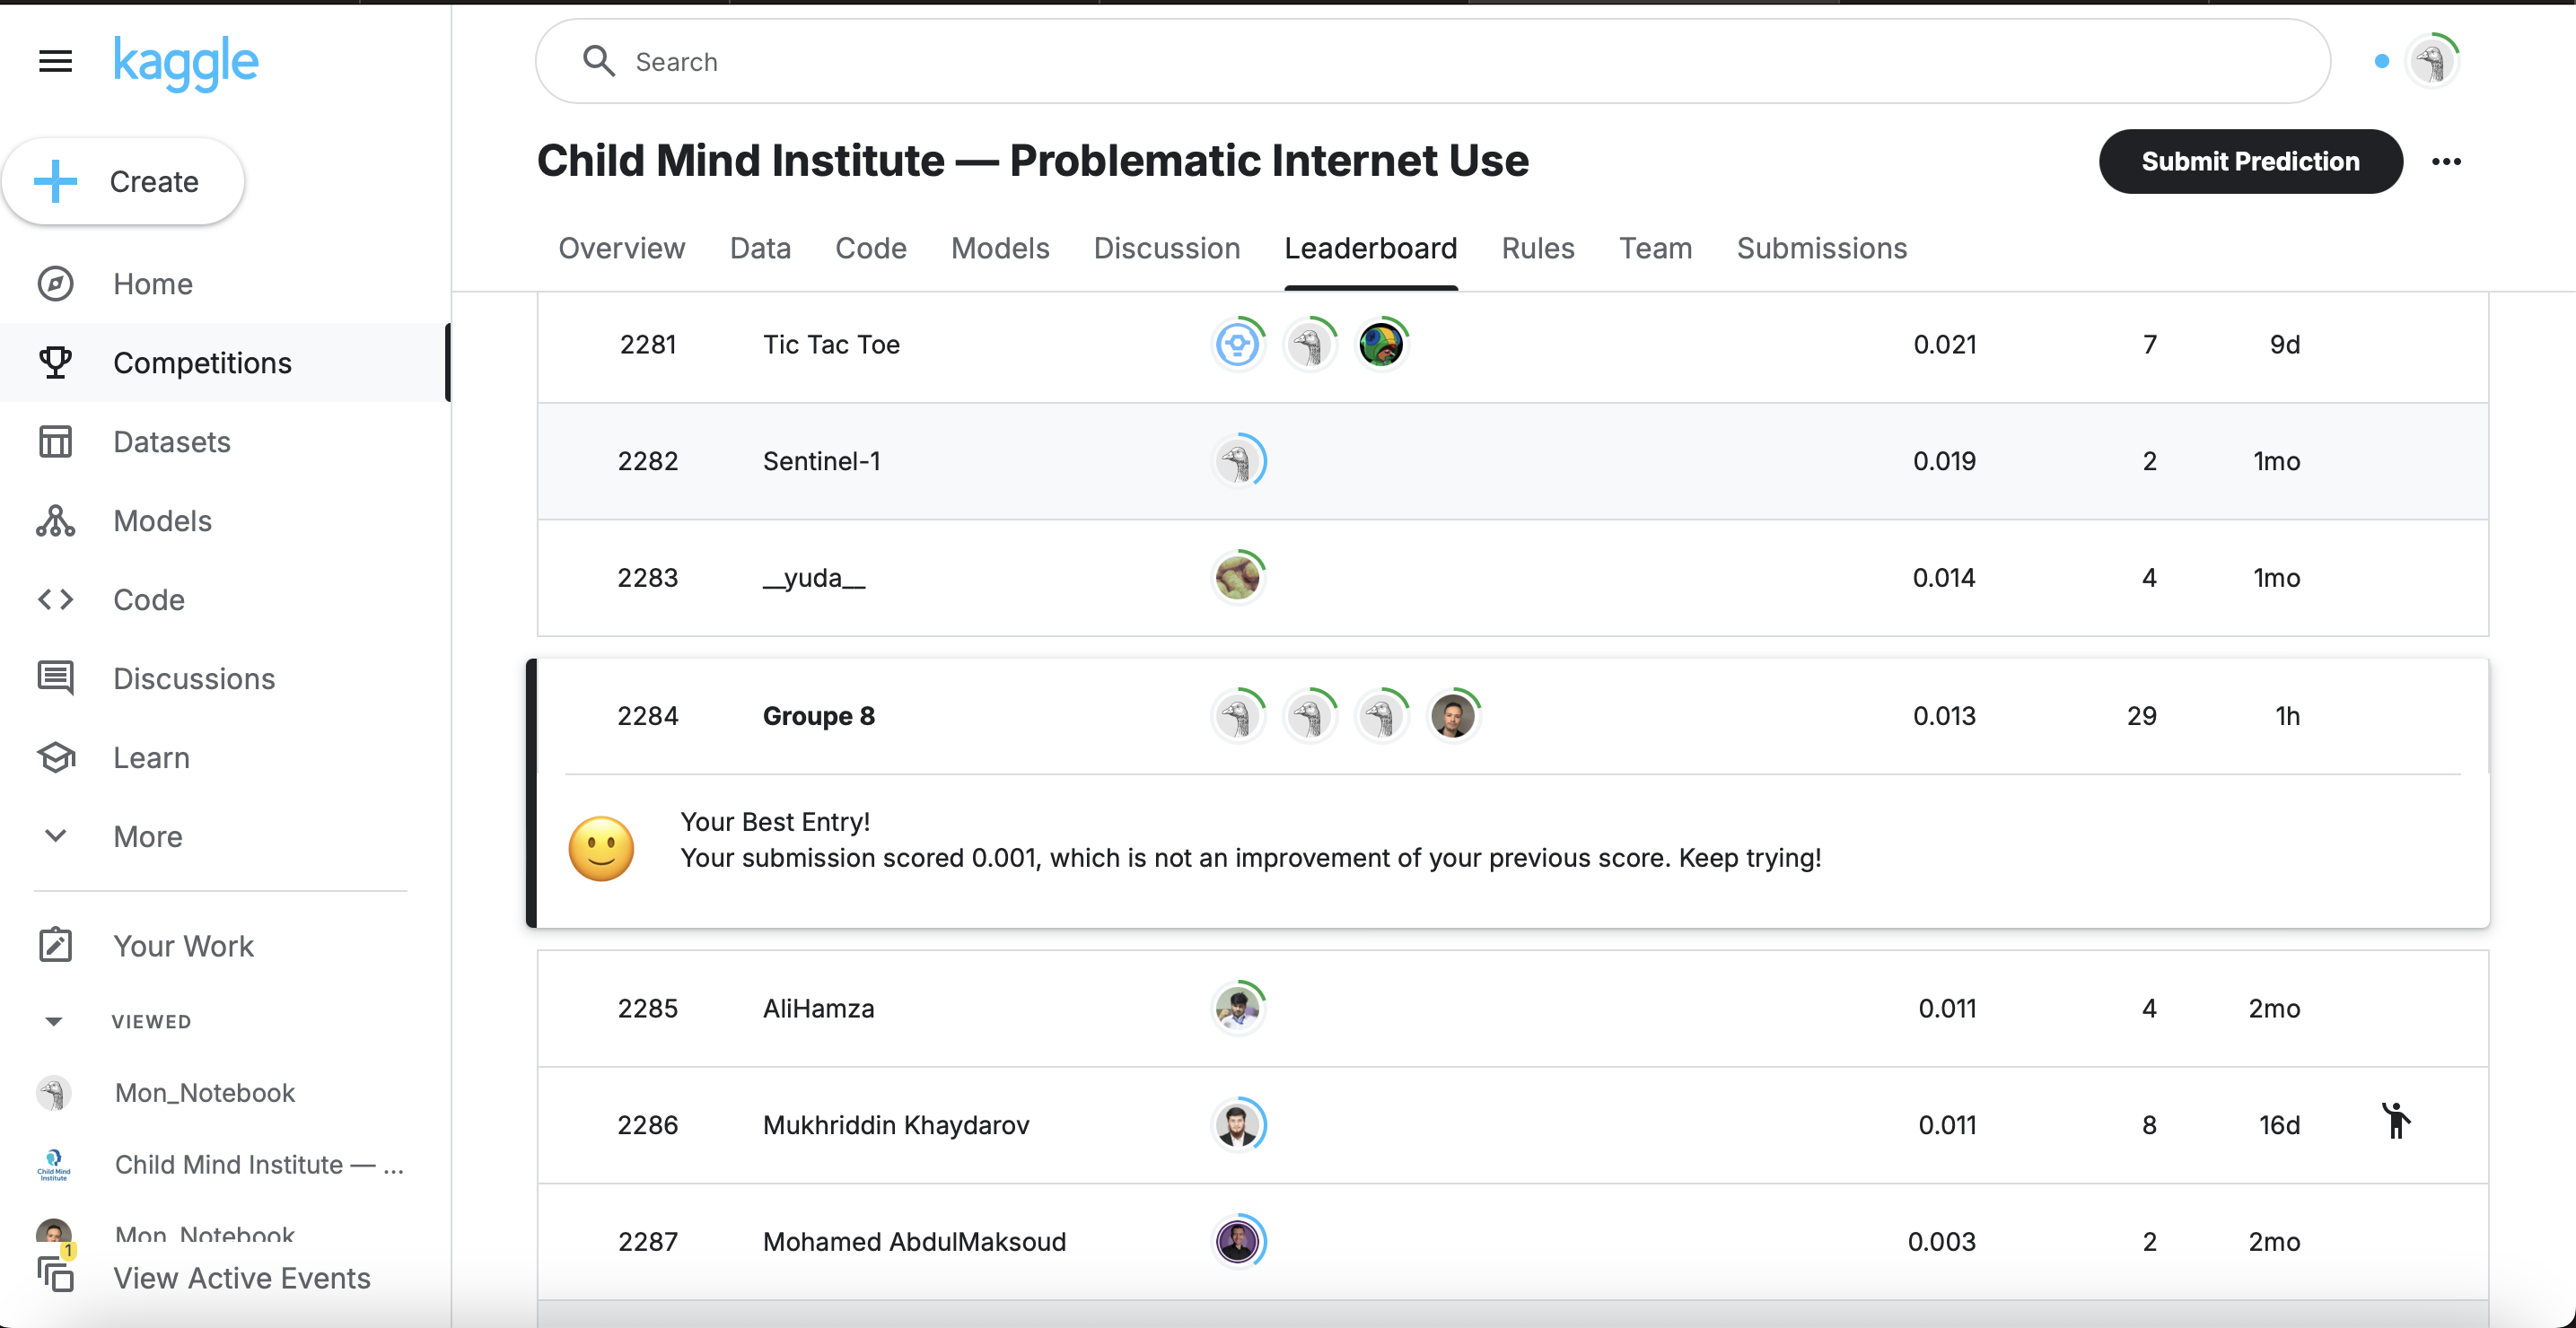 kaggle
Search
Create
Home
Competitions
Datasets
Models
Code
Discussions
Learn
More
Your Work
VIEWED
Mon_Notebook
Child Mind Institute — ...
Mon_Notebook
1
View Active Events
Child Mind Institute — Problematic Internet Use
Submit Prediction
Overview Data Code Models Discussion Leaderboard Rules Team Submissions
2281 Tic Tac Toe 0.021 7 9d
2282 Sentinel-1 0.019 2 1mo
2283 __yuda__ 0.014 4 1mo
2284 Groupe 8 0.013 29 1h
Your Best Entry!
Your submission scored 0.001, which is not an improvement of your previous score. Keep trying!
2285 AliHamza 0.011 4 2mo
2286 Mukhriddin Khaydarov 0.011 8 16d
2287 Mohamed AbdulMaksoud 0.003 2 2mo
Child Mind
Institute